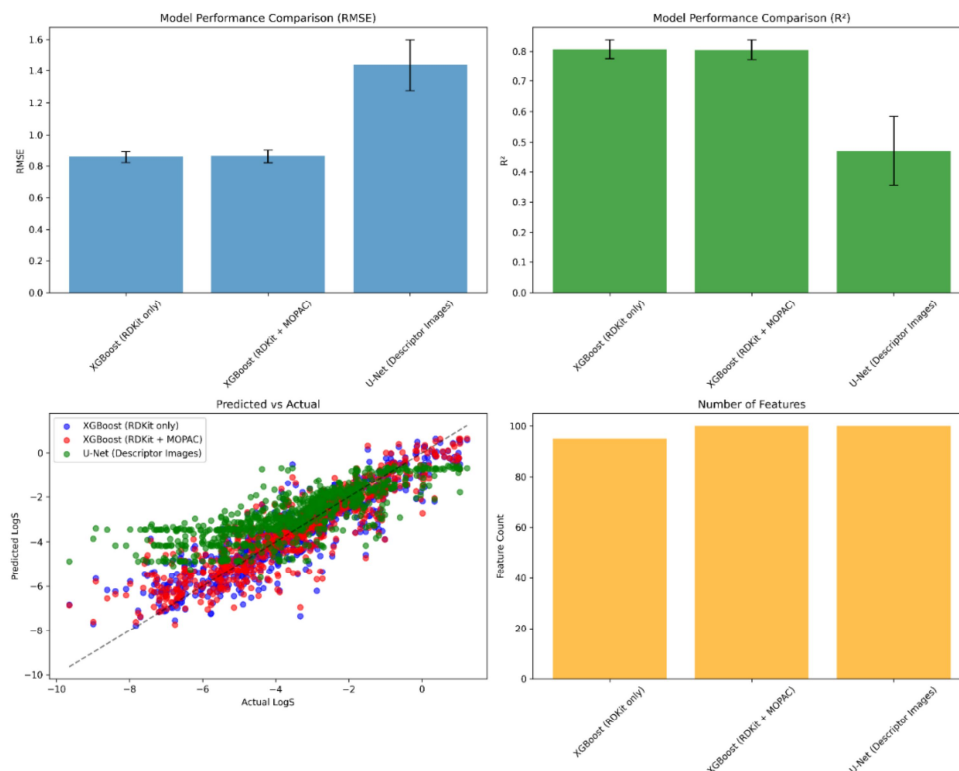 Model Performance Comparison (RMSE)
1.6
1.4
1.2
1.0
0.8
0.6
0.4
0.2
0.0
RMSE
XGBoost (RDKit only)
XGBoost (RDKit + MOPAC)
U-Net (Descriptor Images)
Model Performance Comparison (R²)
0.8
0.7
0.6
0.5
0.4
0.3
0.2
0.1
0.0
R²
XGBoost (RDKit only)
XGBoost (RDKit + MOPAC)
U-Net (Descriptor Images)
Predicted vs Actual
XGBoost (RDKit only)
XGBoost (RDKit + MOPAC)
U-Net (Descriptor Images)
0
−2
−4
−6
−8
−10
Predicted LogS
−10
−8
−6
−4
−2
0
Actual LogS
Number of Features
100
80
60
40
20
0
Feature Count
XGBoost (RDKit only)
XGBoost (RDKit + MOPAC)
U-Net (Descriptor Images)